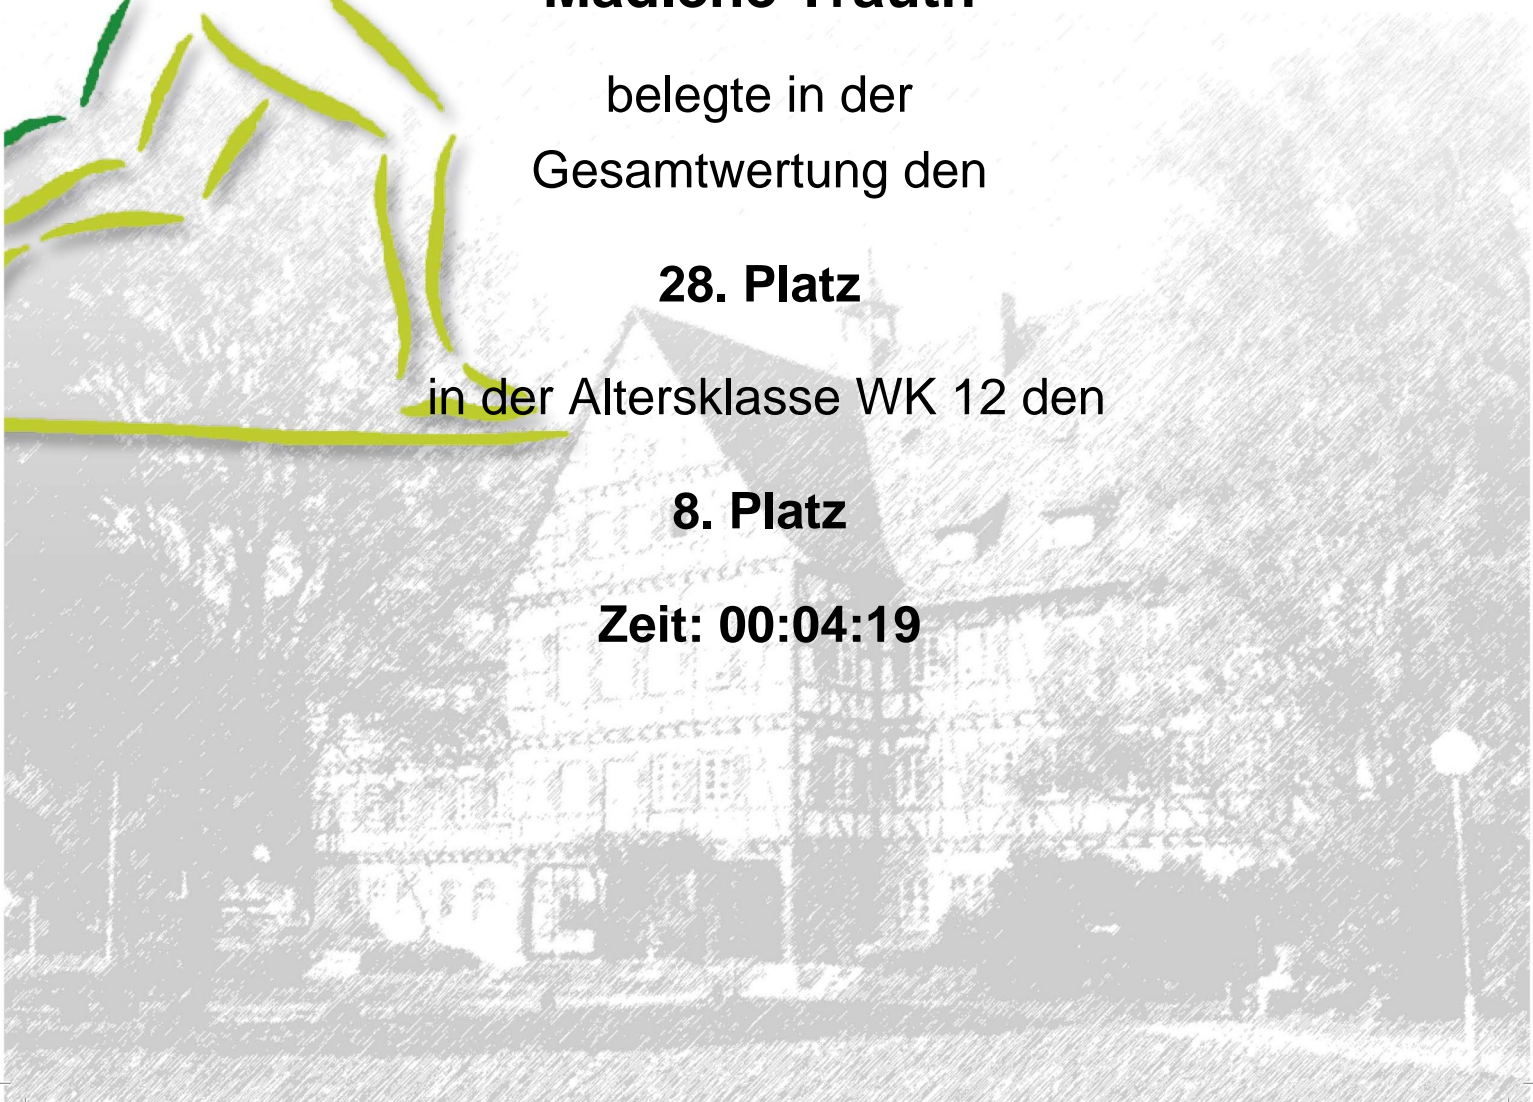 Trauth
belegte in der
Gesamtwertung den
28. Platz
in der Altersklasse WK 12 den
8. Platz
Zeit: 00:04:19